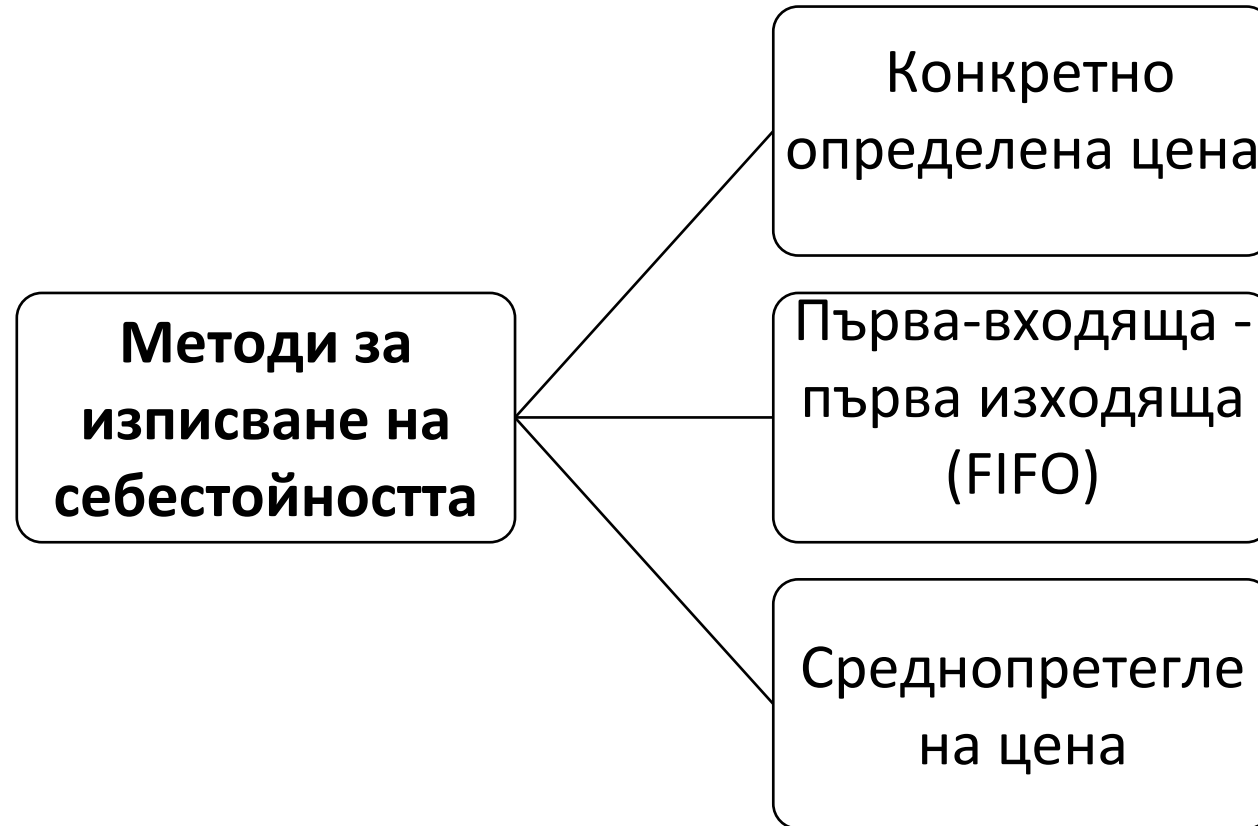 Конкретно
определена цена
Първа-входяща -
първа изходяща
(FIFO)
Методи за
изписване на
себестойността
Среднопретегле
на цена